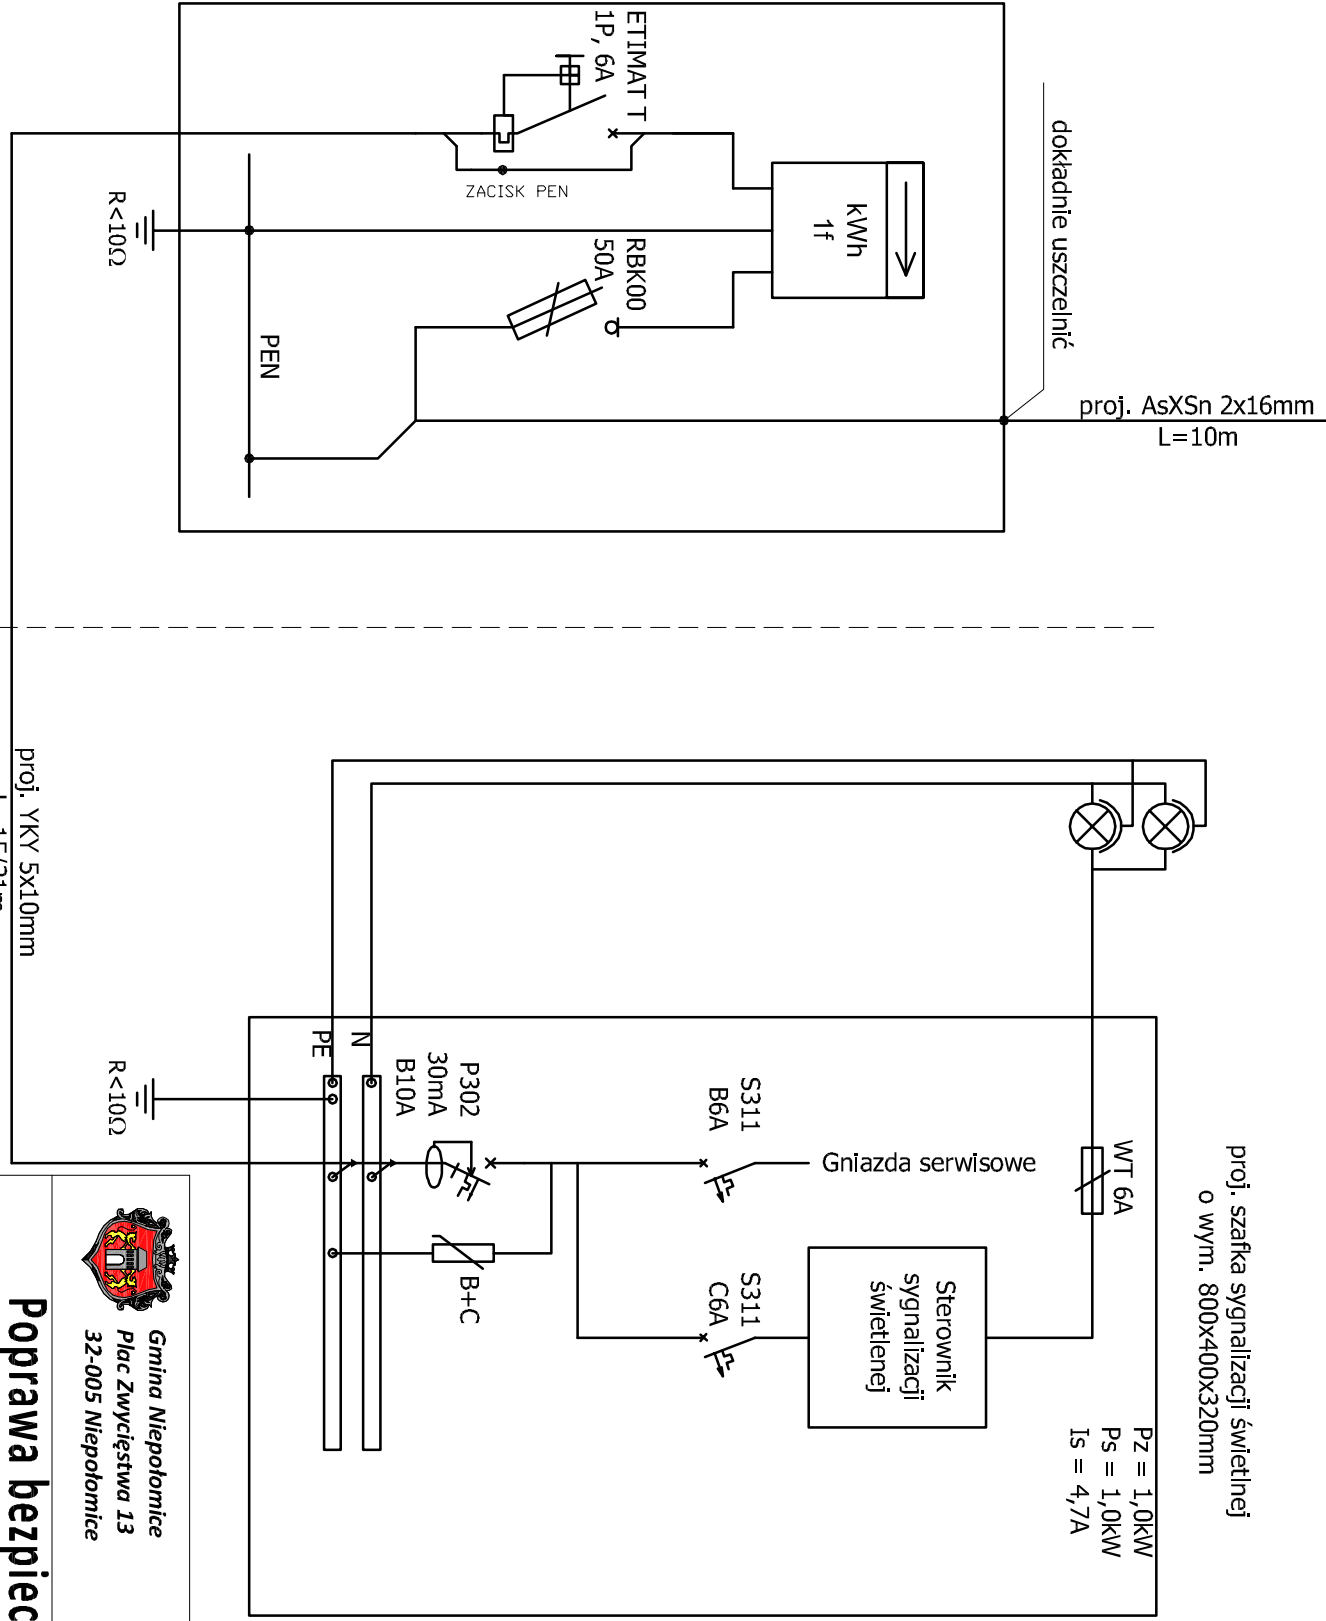 ETIMAT T
1P, 6A
ZACISK PEN
kWh
1f
dokładnie uszczelnić
proj. AsXSn 2x16mm
L=10m
RBK00
50A
R<10Ω
PEN
proj. YKY 5x10mm
proj. szafka sygnalizacji świetlnej
o wym. 800x400x320mm
Pz = 1,0kW
Ps = 1,0kW
Is = 4,7A
WT 6A
Gniazda serwisowe
S311
B6A
S311
C6A
Sterownik
sygnalizacji
świetlenej
P302
30mA
B10A
B+C
N
PE
R<10Ω
Gmina Niepołomice
Plac Zwycięstwa 13
32-005 Niepołomice
Poprawa bezpiec